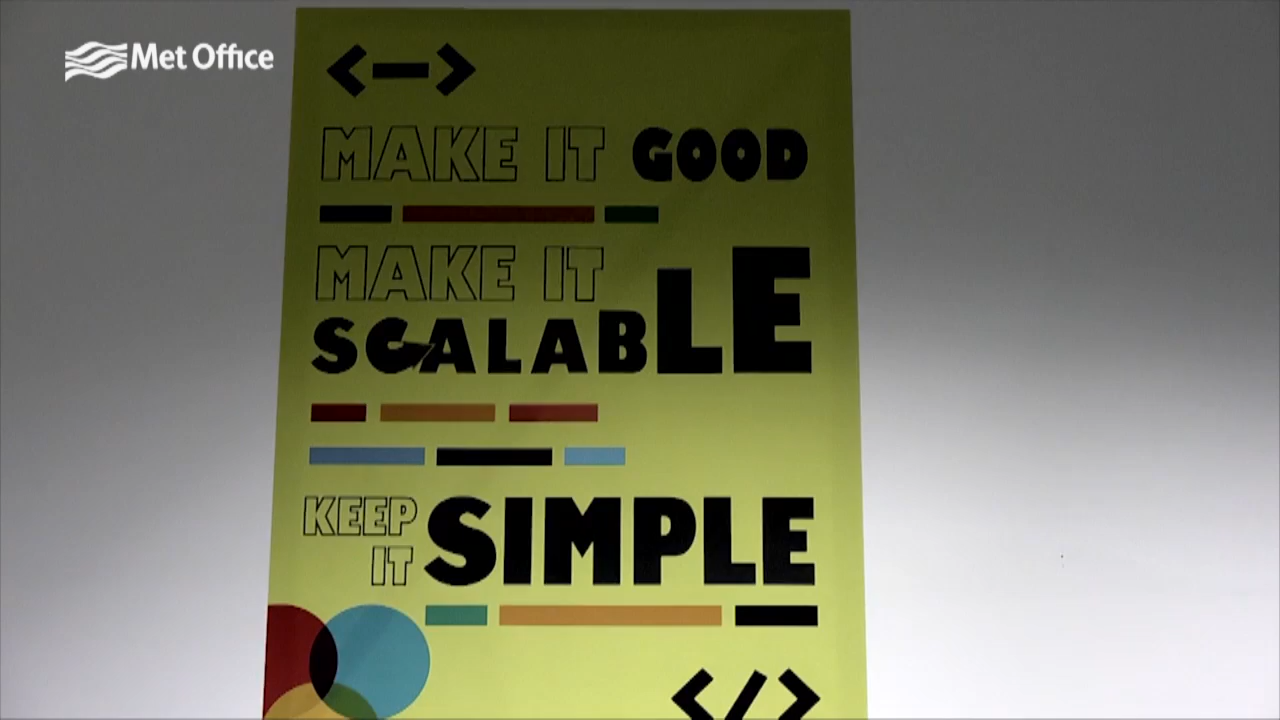 Met Office
<->
MAKE IT GOOD
MAKE IT
SCALABLE
KEEP
IT SIMPLE
</>